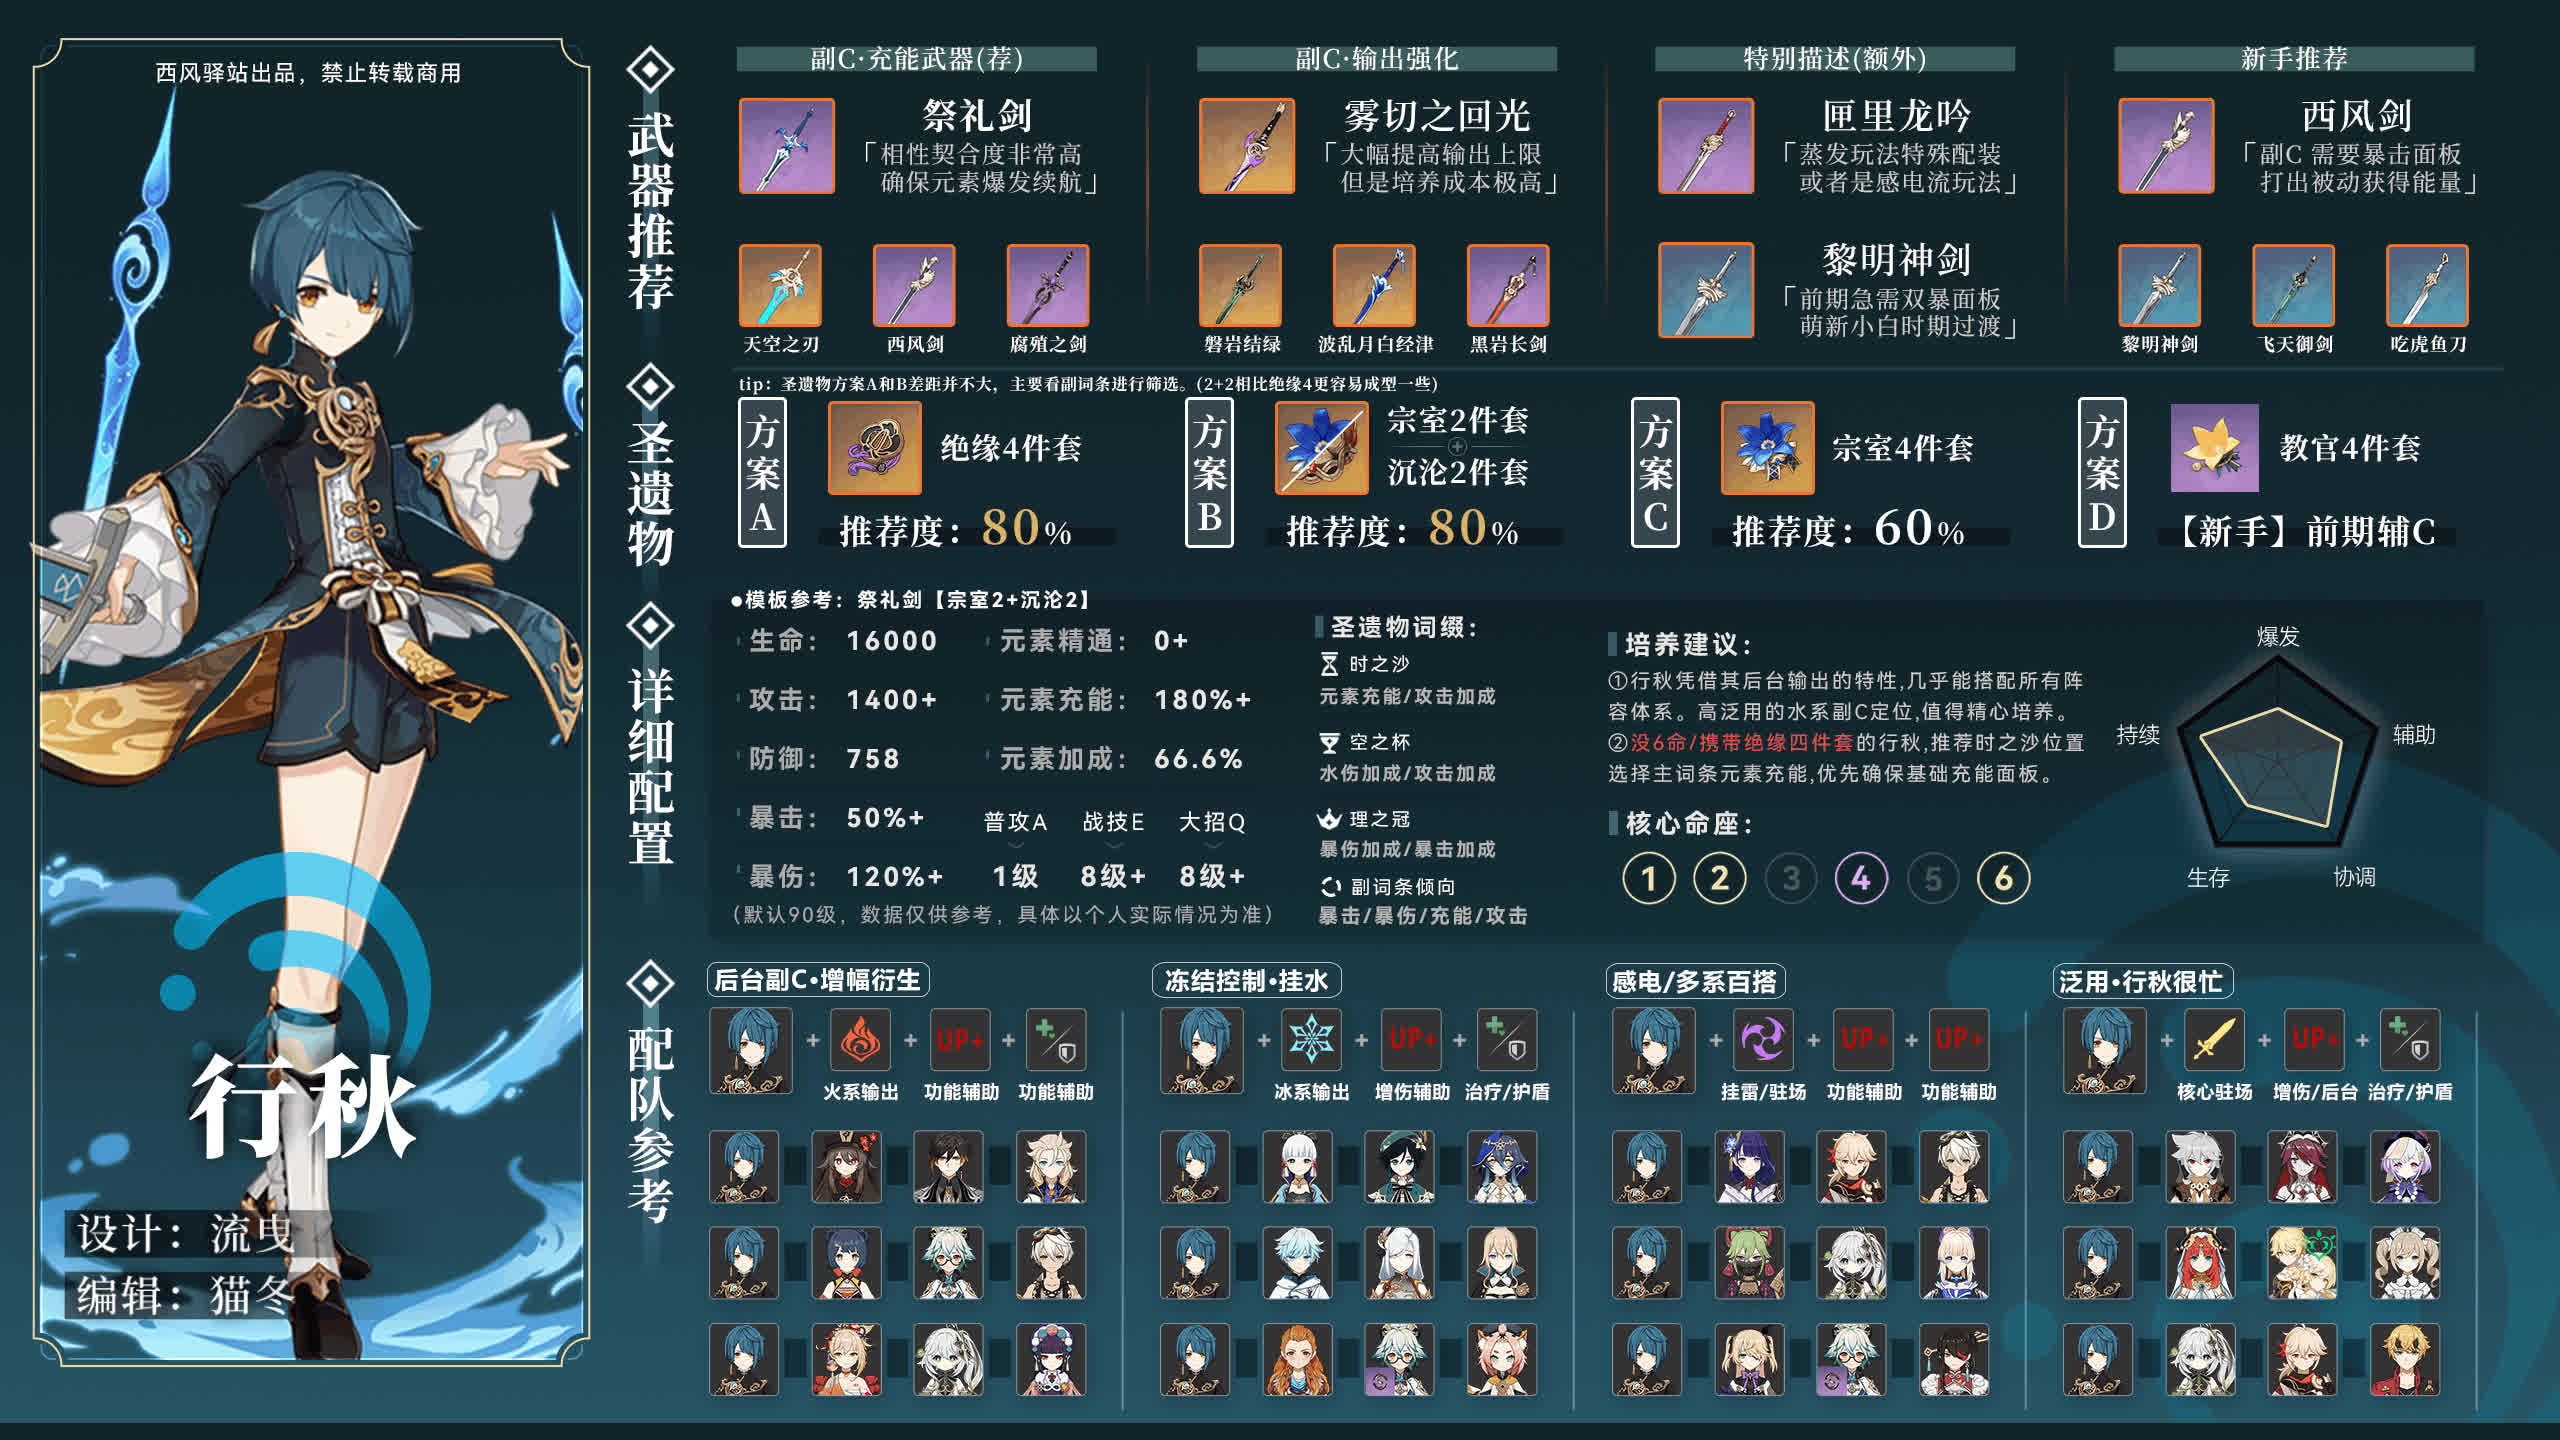 西风驿站出品，禁止转载商用
行秋
设计：流曳
编辑：猫冬
武器推荐
副C·充能武器(荐)
祭礼剑
「相性契合度非常高
确保元素爆发续航」
天空之刃
西风剑
腐殖之剑
副C·输出强化
雾切之回光
「大幅提高输出上限
但是培养成本极高」
磐岩结绿
波乱月白经津
黑岩长剑
特别描述(额外)
匣里龙吟
「蒸发玩法特殊配装
或者是感电流玩法」
黎明神剑
「前期急需双暴面板
萌新小白时期过渡」
新手推荐
西风剑
「副C 需要暴击面板
打出被动获得能量」
黎明神剑
飞天御剑
吃虎鱼刀
圣遗物
tip：圣遗物方案A和B差距并不大，主要看副词条进行筛选。(2+2相比绝缘4更容易成型一些)
方案A
绝缘4件套
推荐度：80%
方案B
宗室2件套
沉沦2件套
推荐度：80%
方案C
宗室4件套
推荐度：60%
方案D
教官4件套
【新手】前期辅C
详细配置
●模板参考：祭礼剑【宗室2+沉沦2】
生命：16000
元素精通：0+
攻击：1400+
元素充能：180%+
防御：758
元素加成：66.6%
暴击：50%+
普攻A 战技E 大招Q
暴伤：120%+
1级 8级+ 8级+
(默认90级，数据仅供参考，具体以个人实际情况为准)
圣遗物词缀：
时之沙
元素充能/攻击加成
空之杯
水伤加成/攻击加成
理之冠
暴伤加成/暴击加成
副词条倾向
暴击/暴伤/充能/攻击
培养建议：
①行秋凭借其后台输出的特性,几乎能搭配所有阵
容体系。高泛用的水系副C定位,值得精心培养。
②没6命/携带绝缘四件套的行秋,推荐时之沙位置
选择主词条元素充能,优先确保基础充能面板。
核心命座：
1 2 3 4 5 6
爆发
辅助
协调
生存
持续
配队参考
后台副C·增幅衍生
+ + UP+ +
火系输出 功能辅助 功能辅助
冻结控制·挂水
+ + UP+ +
冰系输出 增伤辅助 治疗/护盾
感电/多系百搭
+ + UP+ + UP+
挂雷/驻场 功能辅助 功能辅助
泛用·行秋很忙
+ + UP+ +
核心驻场 增伤/后台 治疗/护盾